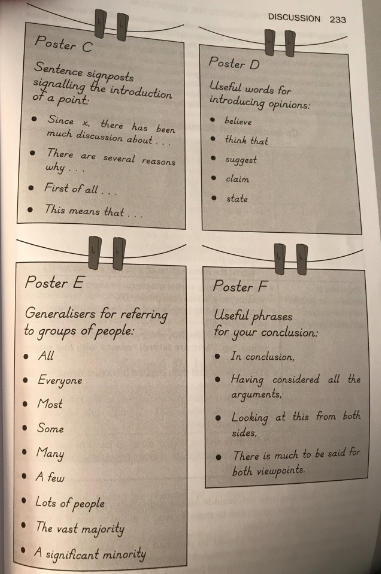 DISCUSSION 233
Poster C
Sentence signposts
signalling the introduction
of a point:
• Since x, there has been
much discussion about . . .
• There are several reasons
why . . .
• First of all . . .
• This means that . . .
Poster D
Useful words for
introducing opinions:
• believe
• think that
• suggest
• claim
• state
Poster E
Generalisers for referring
to groups of people:
• All
• Everyone
• Most
• Some
• Many
• A few
• Lots of people
• The vast majority
• A significant minority
Poster F
Useful phrases
for your conclusion:
• In conclusion,
• Having considered all the
arguments,
• Looking at this from both
sides,
• There is much to be said for
both viewpoints.